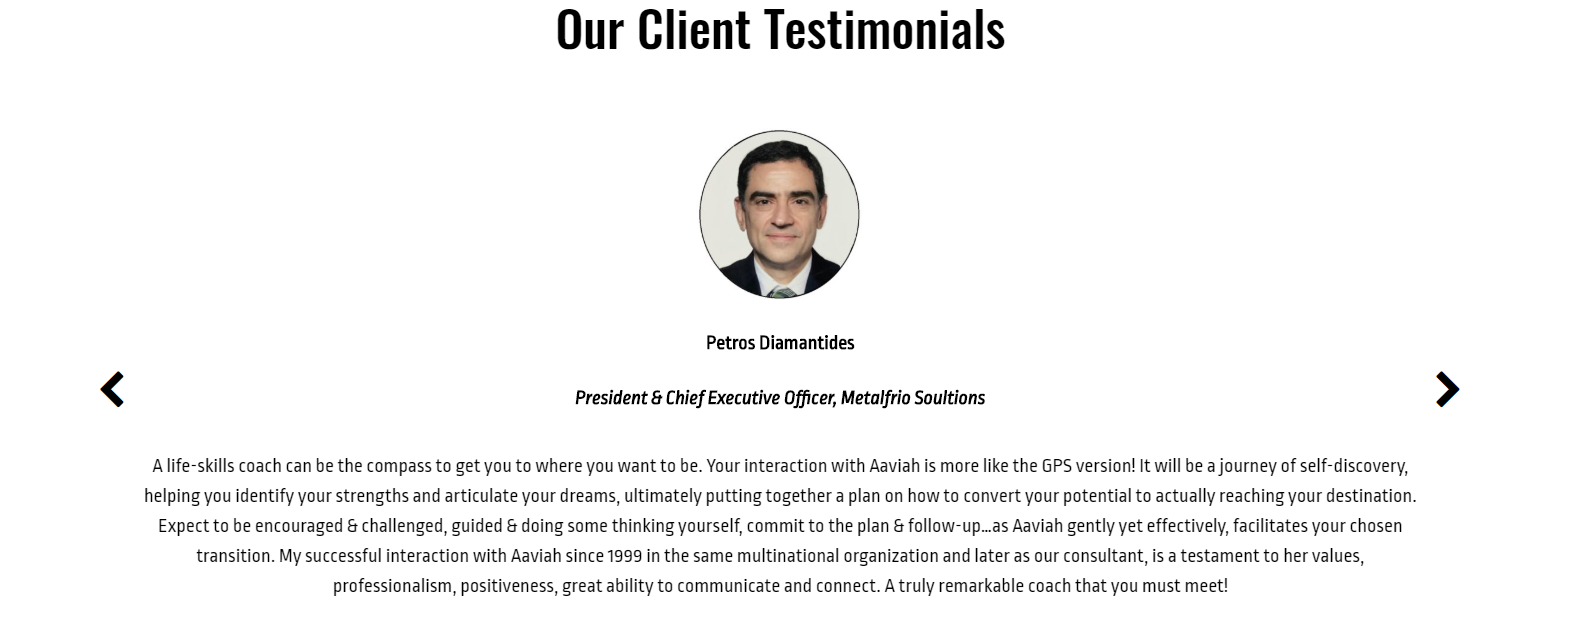 Our Client Testimonials
Petros Diamantides
President & Chief Executive Officer, Metalfrio Soultions
A life-skills coach can be the compass to get you to where you want to be. Your interaction with Aaviah is more like the GPS version! It will be a journey of self-discovery,
helping you identify your strengths and articulate your dreams, ultimately putting together a plan on how to convert your potential to actually reaching your destination.
Expect to be encouraged & challenged, guided & doing some thinking yourself, commit to the plan & follow-up...as Aaviah gently yet effectively, facilitates your chosen
transition. My successful interaction with Aaviah since 1999 in the same multinational organization and later as our consultant, is a testament to her values,
professionalism, positiveness, great ability to communicate and connect. A truly remarkable coach that you must meet!